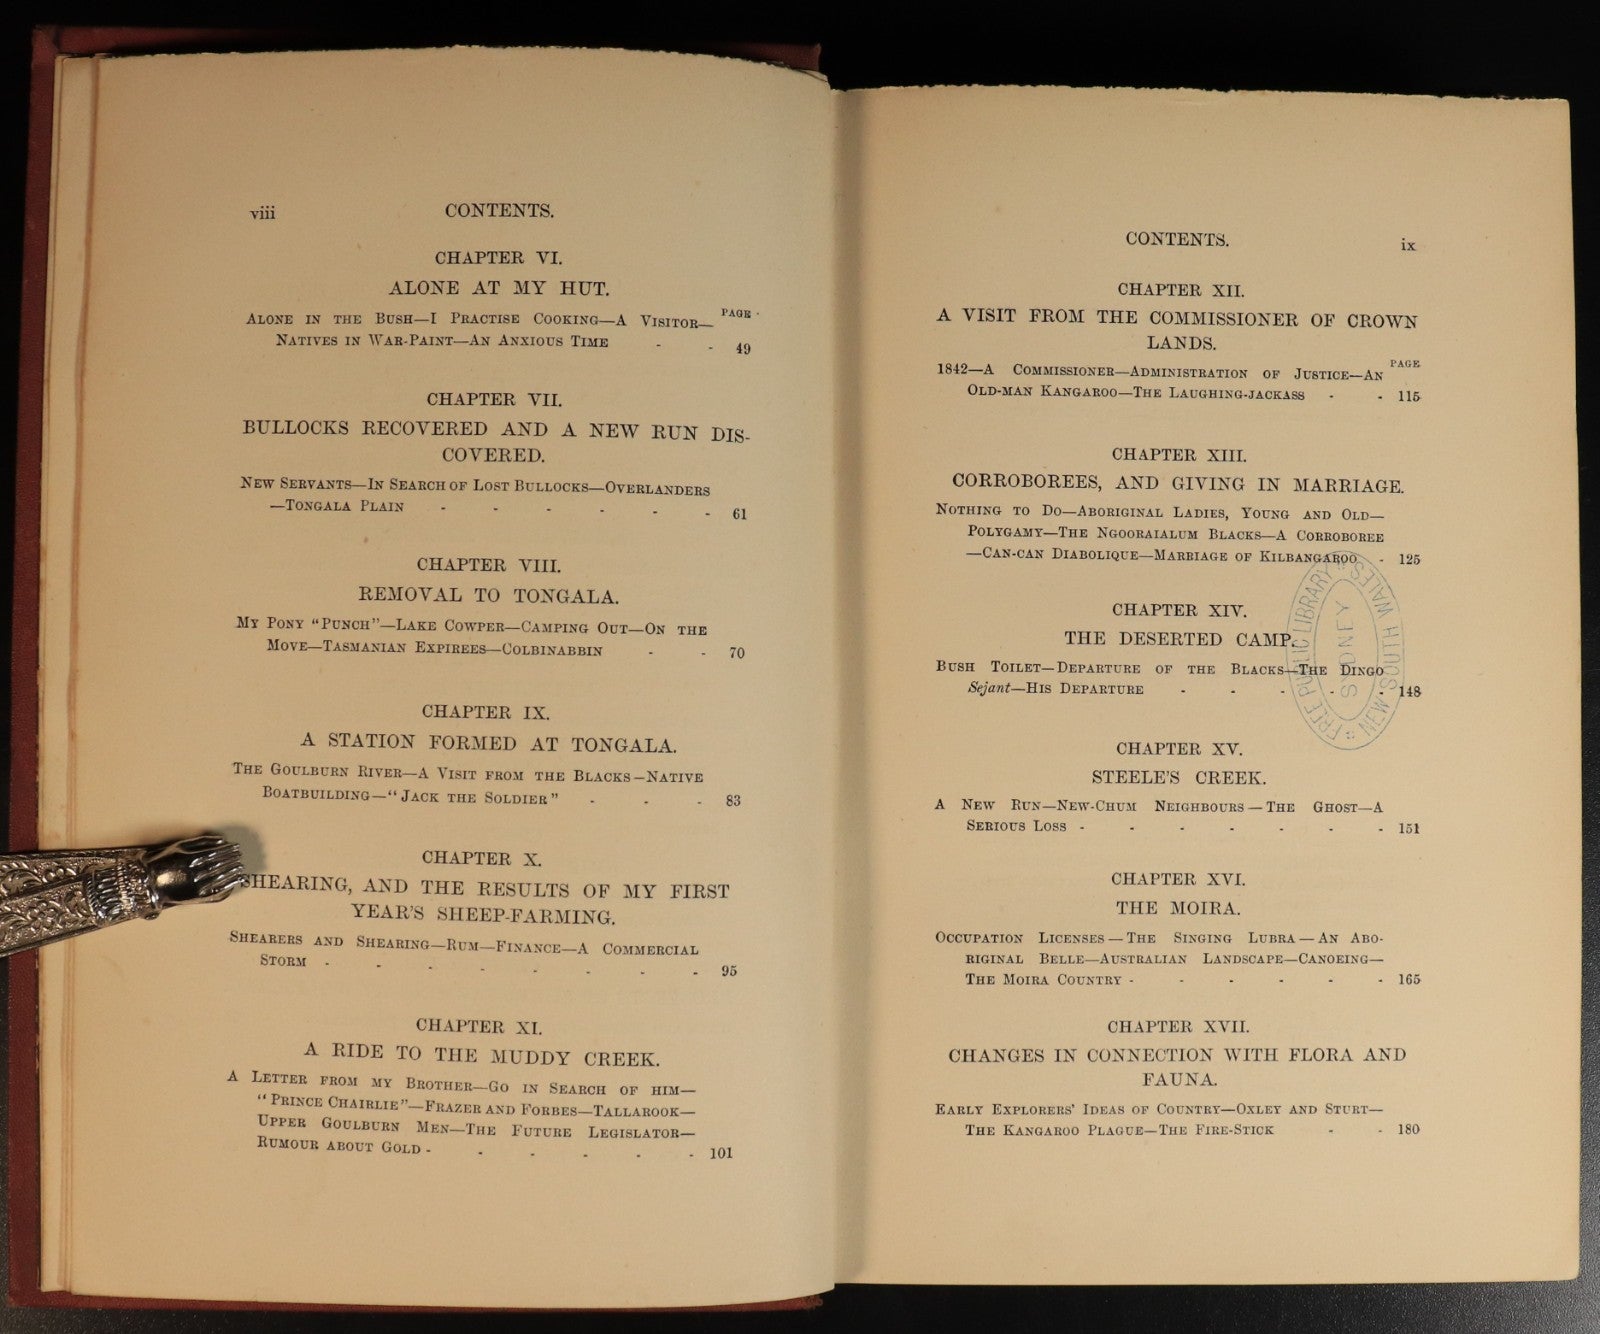 viii CONTENTS.
CHAPTER VI.
ALONE AT MY HUT.
PAGE
ALONE IN THE BUSH—I PRACTISE COOKING—A VISITOR—
NATIVES IN WAR-PAINT—AN ANXIOUS TIME - - 49
CHAPTER VII.
BULLOCKS RECOVERED AND A NEW RUN DIS-
COVERED.
NEW SERVANTS—IN SEARCH OF LOST BULLOCKS—OVERLANDERS
—TONGALA PLAIN - - - - - - 61
CHAPTER VIII.
REMOVAL TO TONGALA.
MY PONY "PUNCH"—LAKE COWPER—CAMPING OUT—ON THE
MOVE—TASMANIAN EXPIREES—COLBINABBIN - - 70
CHAPTER IX.
A STATION FORMED AT TONGALA.
THE GOULBURN RIVER—A VISIT FROM THE BLACKS—NATIVE
BOATBUILDING—"JACK THE SOLDIER" - - - 83
CHAPTER X.
SHEARING, AND THE RESULTS OF MY FIRST
YEAR'S SHEEP-FARMING.
SHEARERS AND SHEARING—RUM—FINANCE—A COMMERCIAL
STORM - - - - - - - - 95
CHAPTER XI.
A RIDE TO THE MUDDY CREEK.
A LETTER FROM MY BROTHER—GO IN SEARCH OF HIM—
"PRINCE CHAIRLIE"—FRAZER AND FORBES—TALLAROOK—
UPPER GOULBURN MEN—THE FUTURE LEGISLATOR—
RUMOUR ABOUT GOLD - - - - - - 101
CONTENTS. ix
CHAPTER XII.
A VISIT FROM THE COMMISSIONER OF CROWN
LANDS.
PAGE
1842—A COMMISSIONER—ADMINISTRATION OF JUSTICE—AN
OLD-MAN KANGAROO—THE LAUGHING-JACKASS - - 115
CHAPTER XIII.
CORROBOREES, AND GIVING IN MARRIAGE.
NOTHING TO DO—ABORIGINAL LADIES, YOUNG AND OLD—
POLYGAMY—THE NGOORAIALUM BLACKS—A CORROBOREE
—CAN-CAN DIABOLIQUE—MARRIAGE OF KILBANGAROO - 125
CHAPTER XIV.
THE DESERTED CAMP.
BUSH TOILET—DEPARTURE OF THE BLACKS—THE DINGO
Sejant—HIS DEPARTURE - - - - - 148
FREE PUBLIC LIBRARY
SYDNEY
NEW SOUTH WALES
CHAPTER XV.
STEELE'S CREEK.
A NEW RUN—NEW-CHUM NEIGHBOURS—THE GHOST—A
SERIOUS LOSS - - - - - - - 151
CHAPTER XVI.
THE MOIRA.
OCCUPATION LICENSES—THE SINGING LUBRA—AN ABO-
RIGINAL BELLE—AUSTRALIAN LANDSCAPE—CANOEING—
THE MOIRA COUNTRY - - - - - - 165
CHAPTER XVII.
CHANGES IN CONNECTION WITH FLORA AND
FAUNA.
EARLY EXPLORERS' IDEAS OF COUNTRY—OXLEY AND STURT—
THE KANGAROO PLAGUE—THE FIRE-STICK - - 180